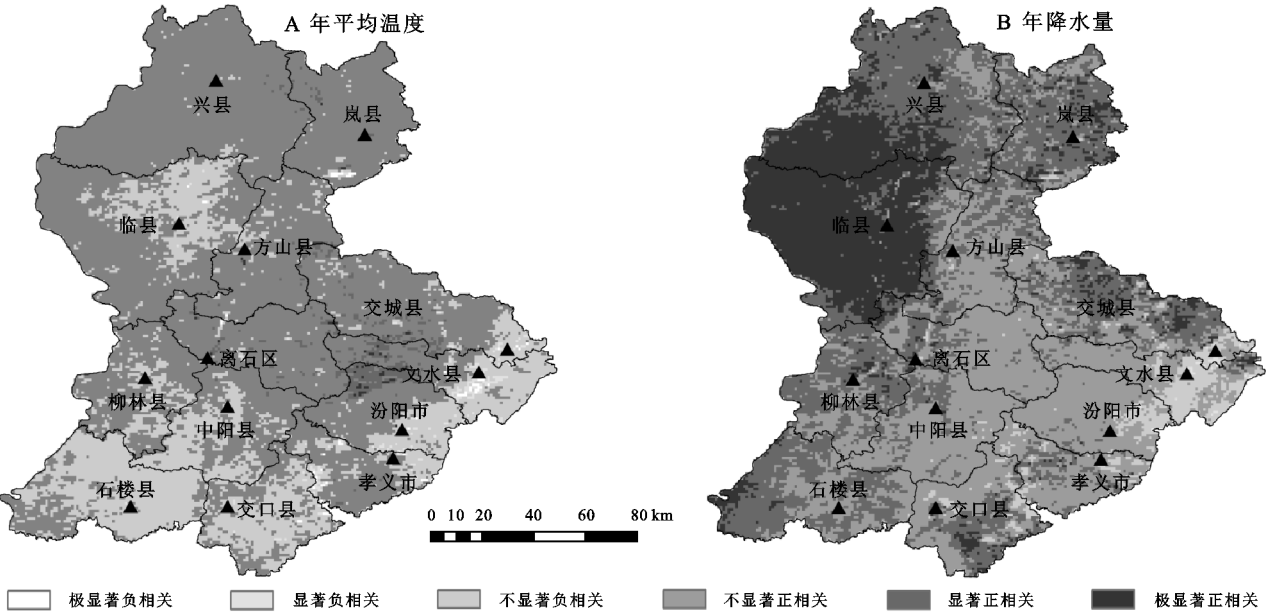 A 年平均温度
B 年降水量
兴县
岚县
临县
方山县
交城县
离石区
文水县
柳林县
汾阳市
中阳县
孝义市
石楼县
交口县
兴县
岚县
临县
方山县
交城县
离石区
文水县
柳林县
汾阳市
中阳县
孝义市
石楼县
交口县
0 10 20 40 60 80 km
极显著负相关 显著负相关 不显著负相关 不显著正相关 显著正相关 极显著正相关